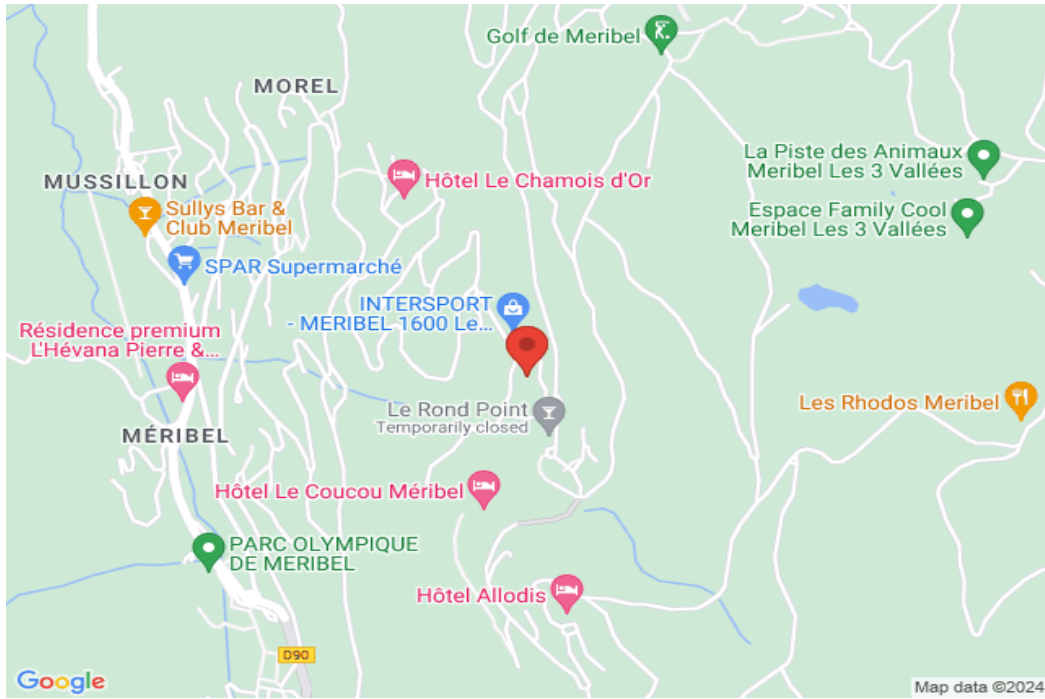 Golf de Meribel
MOREL
La Piste des Animaux
Meribel Les 3 Vallées
MUSSILLON
Hôtel Le Chamois d'Or
Sullys Bar &
Club Meribel
Espace Family Cool
Meribel Les 3 Vallées
SPAR Supermarché
INTERSPORT
- MERIBEL 1600 Le...
Résidence premium
L'Hévana Pierre &...
Le Rond Point
Temporarily closed
Les Rhodos Meribel
MÉRIBEL
Hôtel Le Coucou Méribel
PARC OLYMPIQUE
DE MERIBEL
Hôtel Allodis
D90
Google
Map data ©2024